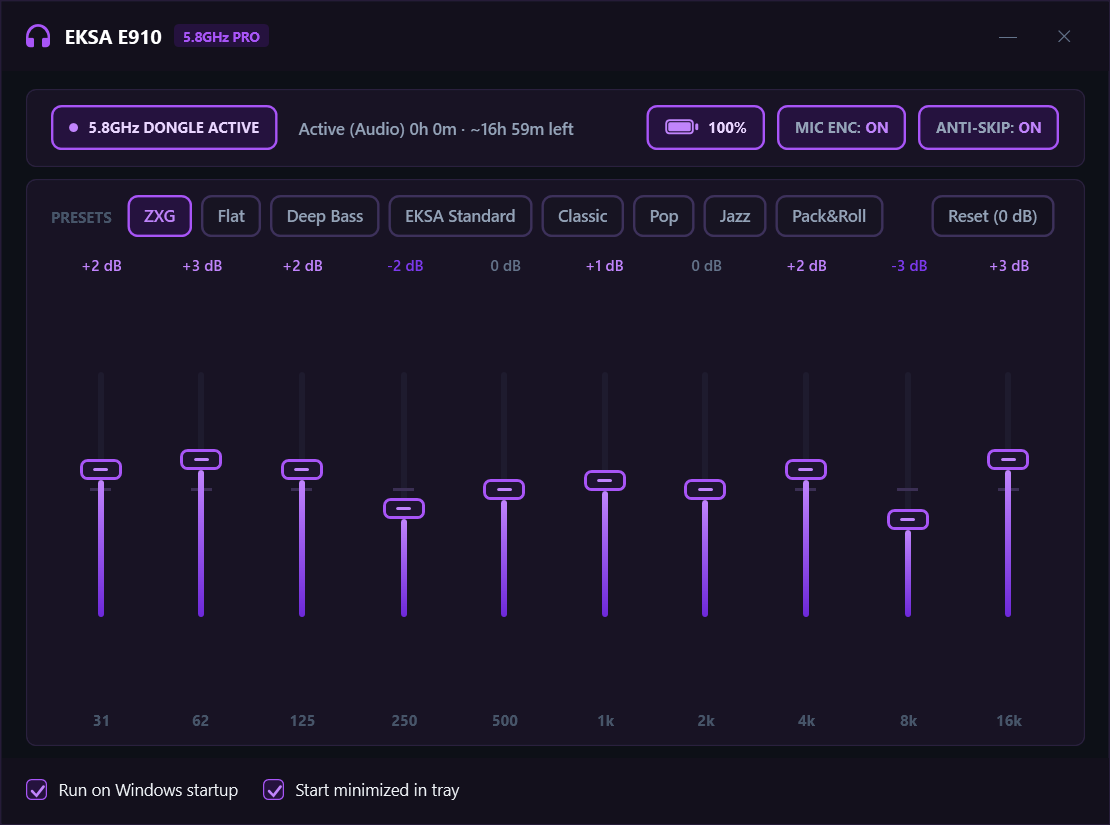 EKSA E910 5.8GHz PRO
5.8GHz DONGLE ACTIVE Active (Audio) 0h 0m · ~16h 59m left 100% MIC ENC: ON ANTI-SKIP: ON
PRESETS ZXG Flat Deep Bass EKSA Standard Classic Pop Jazz Pack&Roll Reset (0 dB)
+2 dB +3 dB +2 dB -2 dB 0 dB +1 dB 0 dB +2 dB -3 dB +3 dB
31 62 125 250 500 1k 2k 4k 8k 16k
Run on Windows startup Start minimized in tray